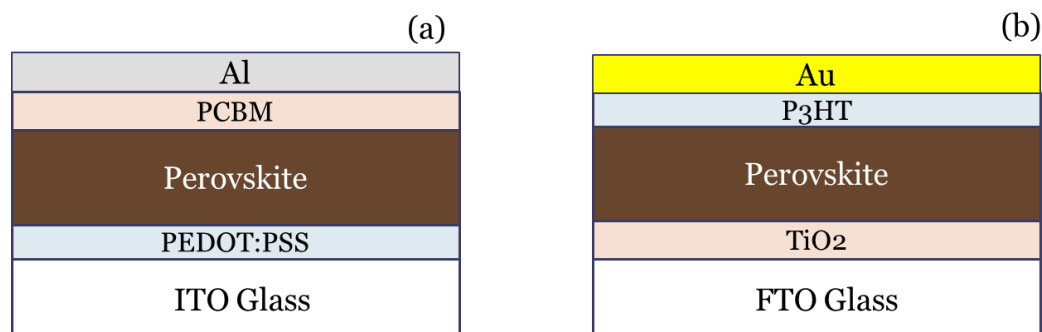 (a)
Al
PCBM
Perovskite
PEDOT:PSS
ITO Glass
(b)
Au
P3HT
Perovskite
TiO2
FTO Glass